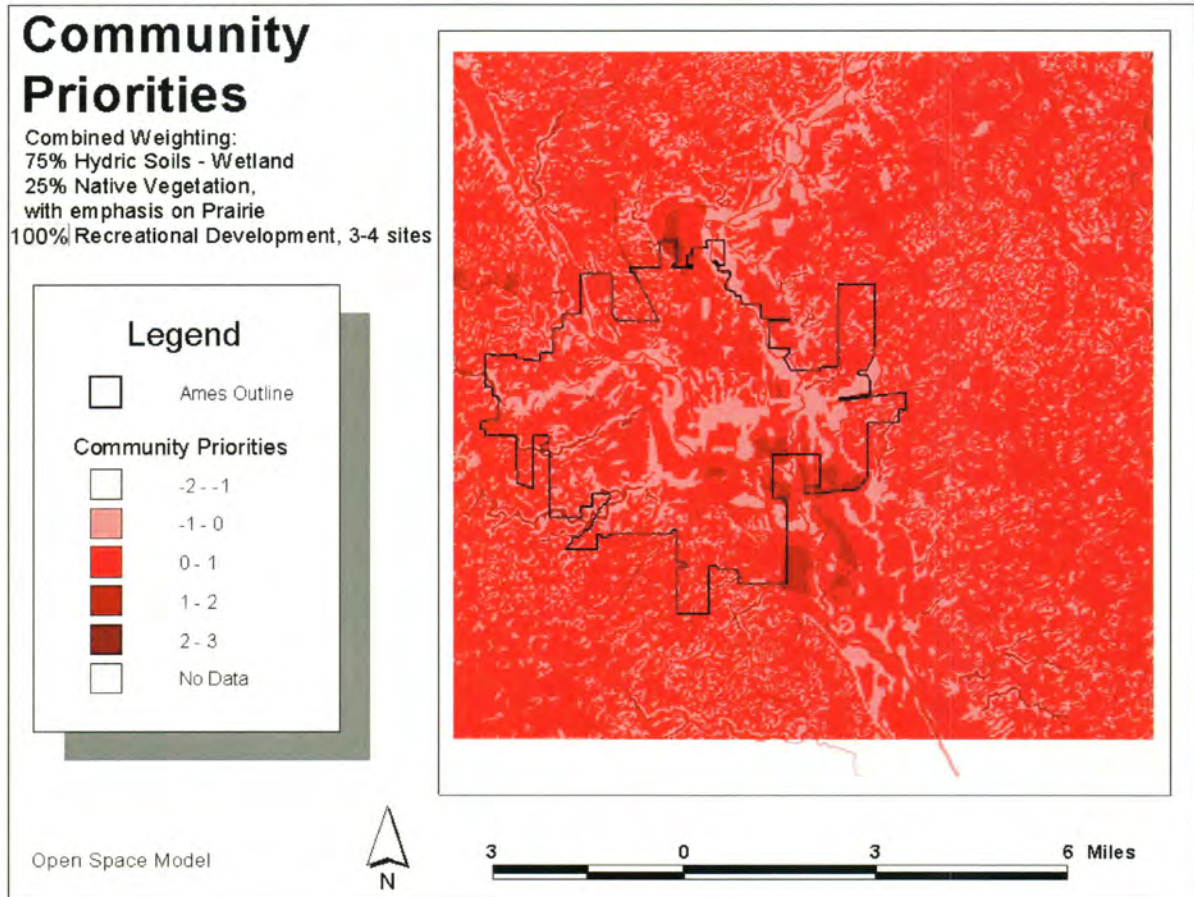 Community
Priorities
Combined Weighting:
75% Hydric Soils - Wetland
25% Native Vegetation,
with emphasis on Prairie
100% Recreational Development, 3-4 sites
Legend
Ames Outline
Community Priorities
-2 - -1
-1 - 0
0 - 1
1 - 2
2 - 3
No Data
Open Space Model
N
3 0 3 6 Miles